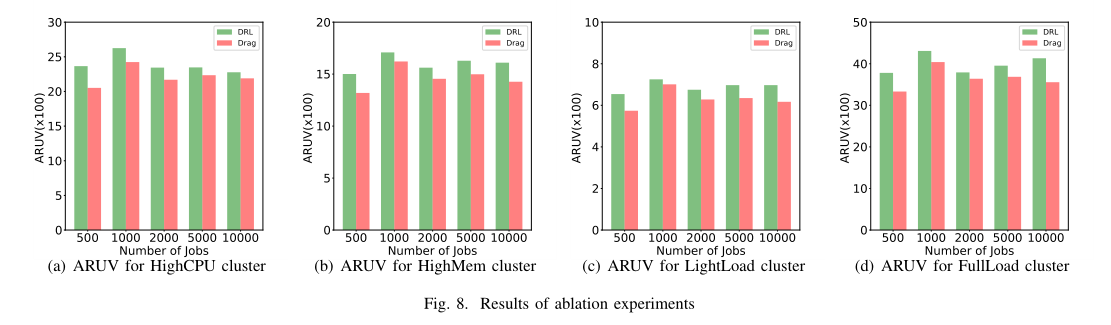 30
25
20
15
10
5
0
ARUV(x100)
DRL
Drag
500 1000 2000 5000 10000
Number of Jobs
(a) ARUV for HighCPU cluster
20
15
10
5
0
ARUV(x100)
DRL
Drag
500 1000 2000 5000 10000
Number of Jobs
(b) ARUV for HighMem cluster
10
8
6
4
2
0
ARUV(x100)
DRL
Drag
500 1000 2000 5000 10000
Number of Jobs
(c) ARUV for LightLoad cluster
50
40
30
20
10
0
ARUV(x100)
DRL
Drag
500 1000 2000 5000 10000
Number of Jobs
(d) ARUV for FullLoad cluster
Fig. 8. Results of ablation experiments